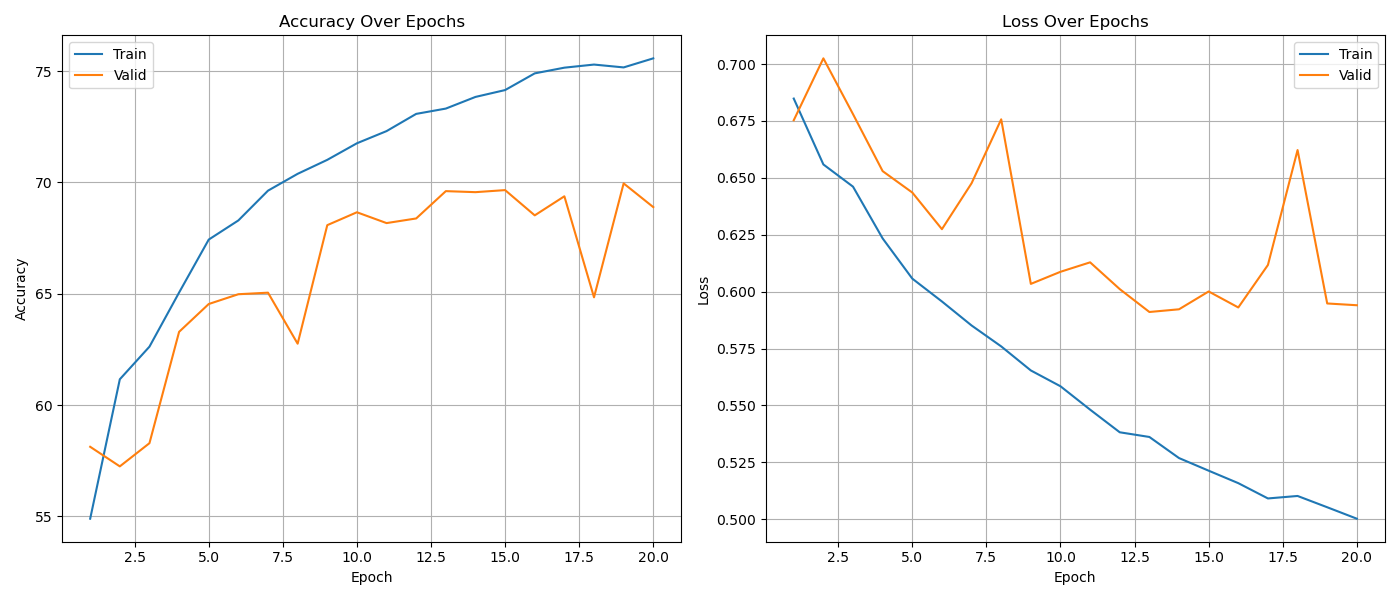 Accuracy Over Epochs
Train
Valid
75
70
65
60
55
Accuracy
2.5 5.0 7.5 10.0 12.5 15.0 17.5 20.0
Epoch
Loss Over Epochs
Train
Valid
0.700
0.675
0.650
0.625
0.600
0.575
0.550
0.525
0.500
Loss
2.5 5.0 7.5 10.0 12.5 15.0 17.5 20.0
Epoch